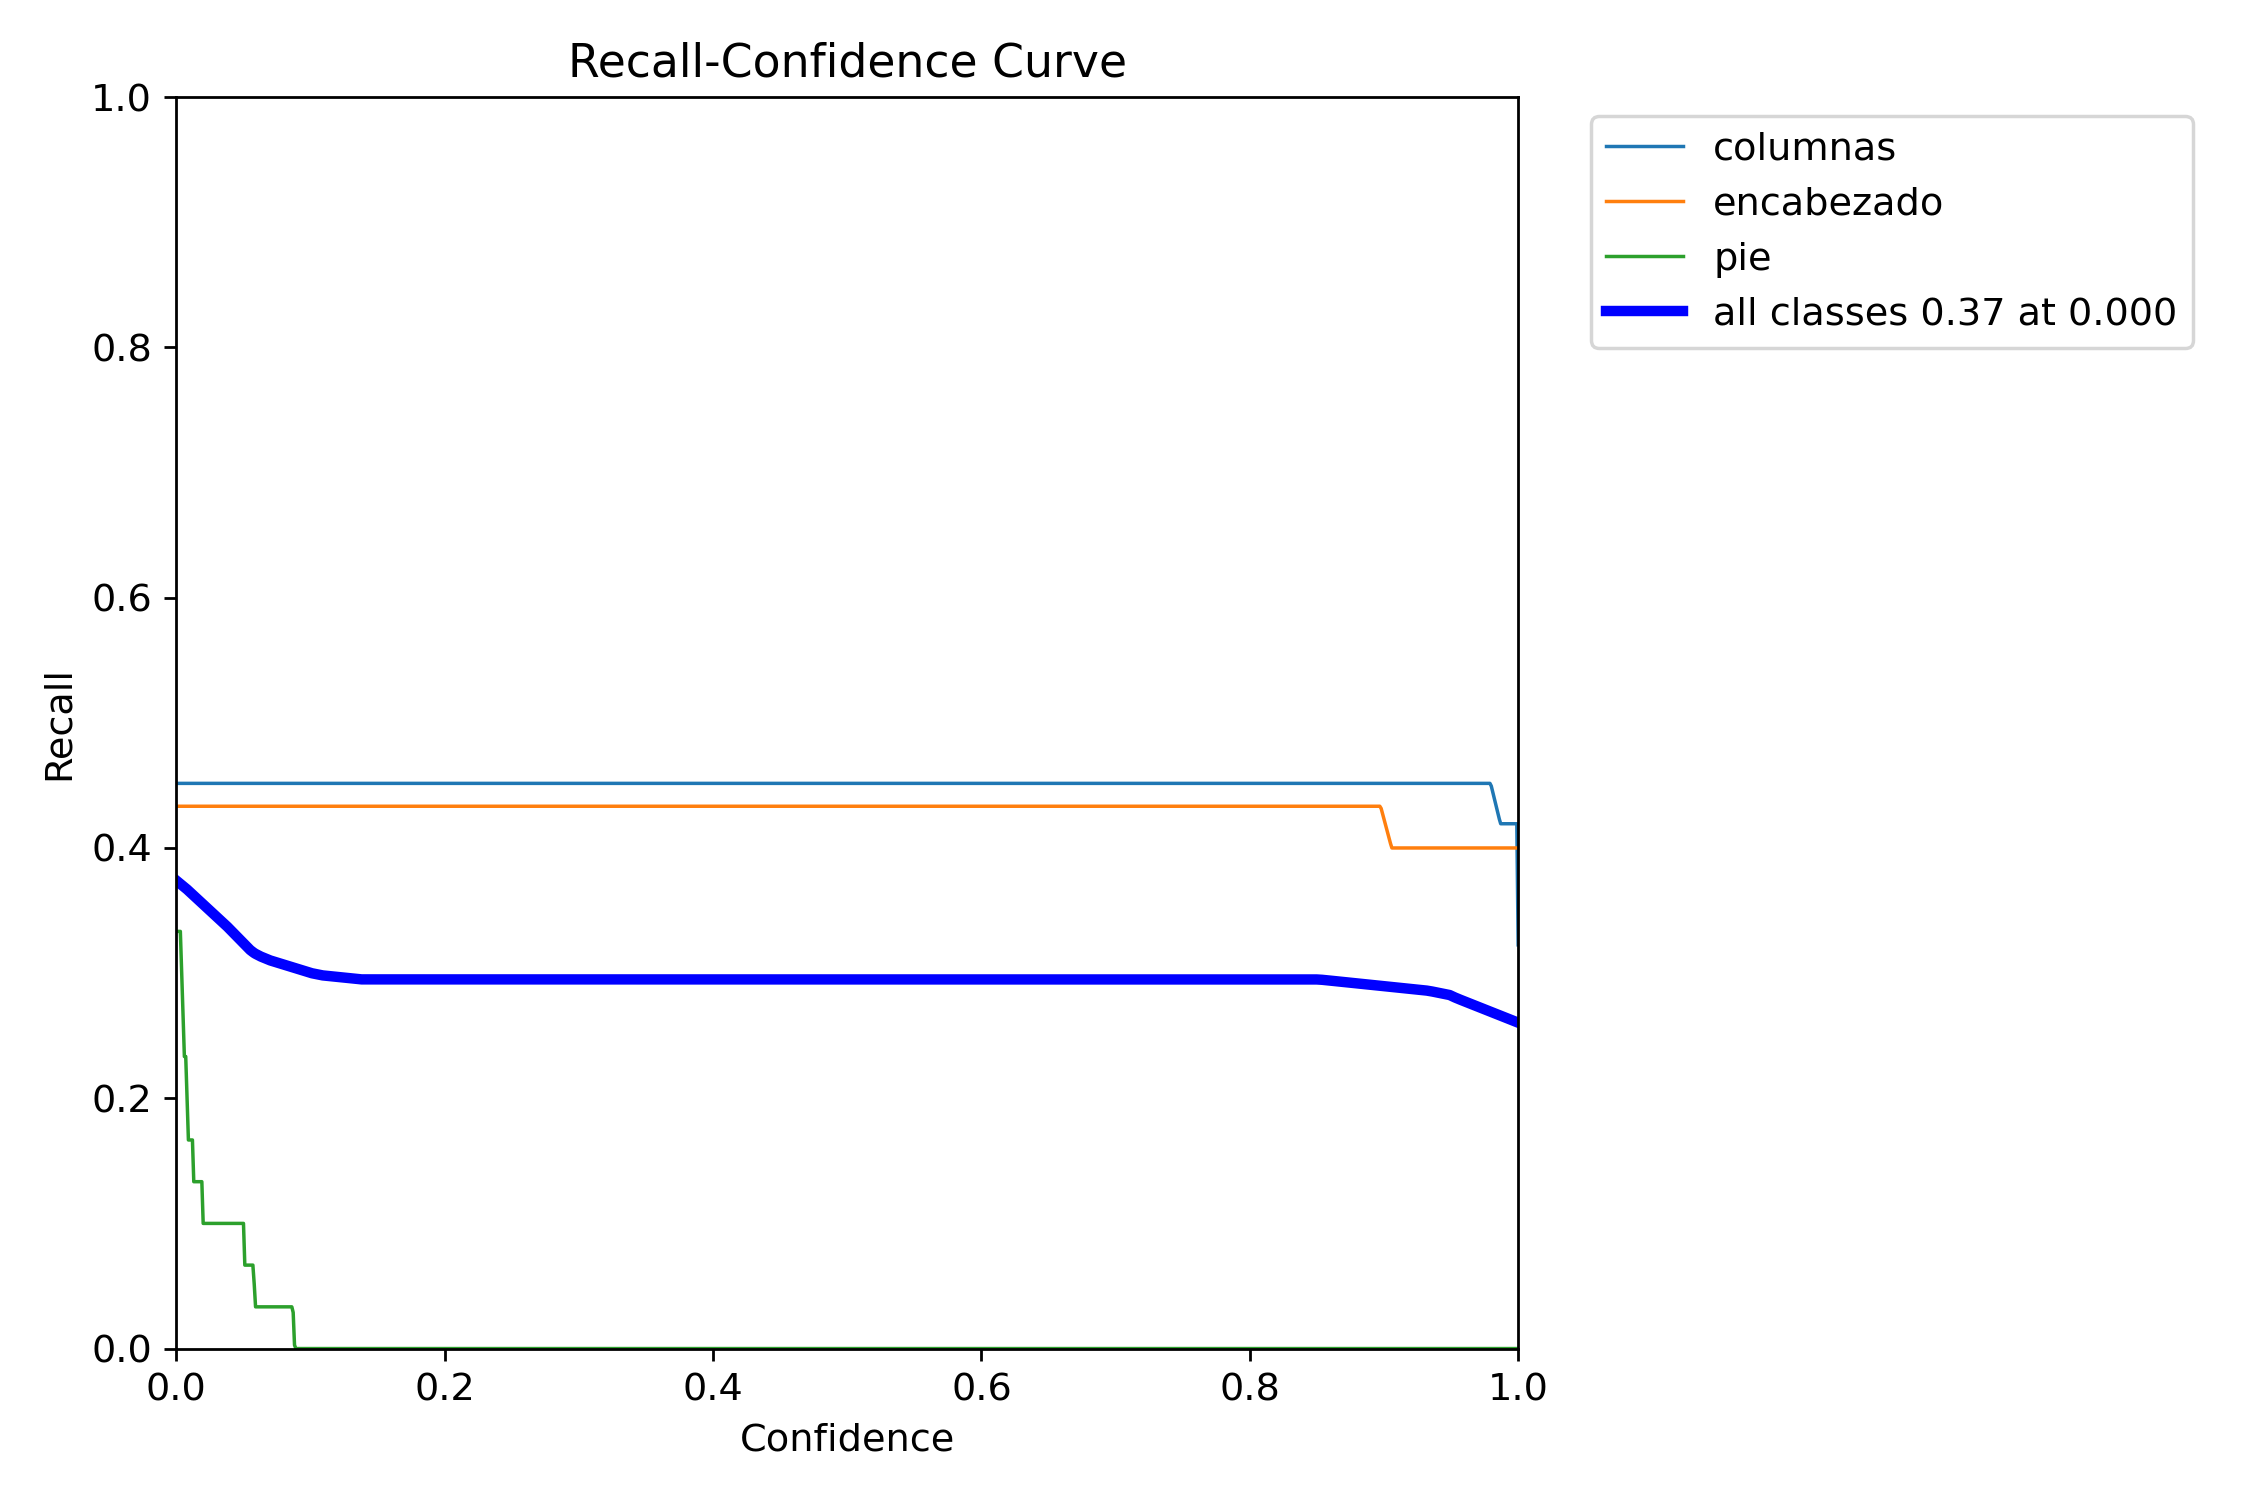 Recall-Confidence Curve
1.0
0.8
0.6
0.4
0.2
0.0
Recall
0.0 0.2 0.4 0.6 0.8 1.0
Confidence
columnas
encabezado
pie
all classes 0.37 at 0.000